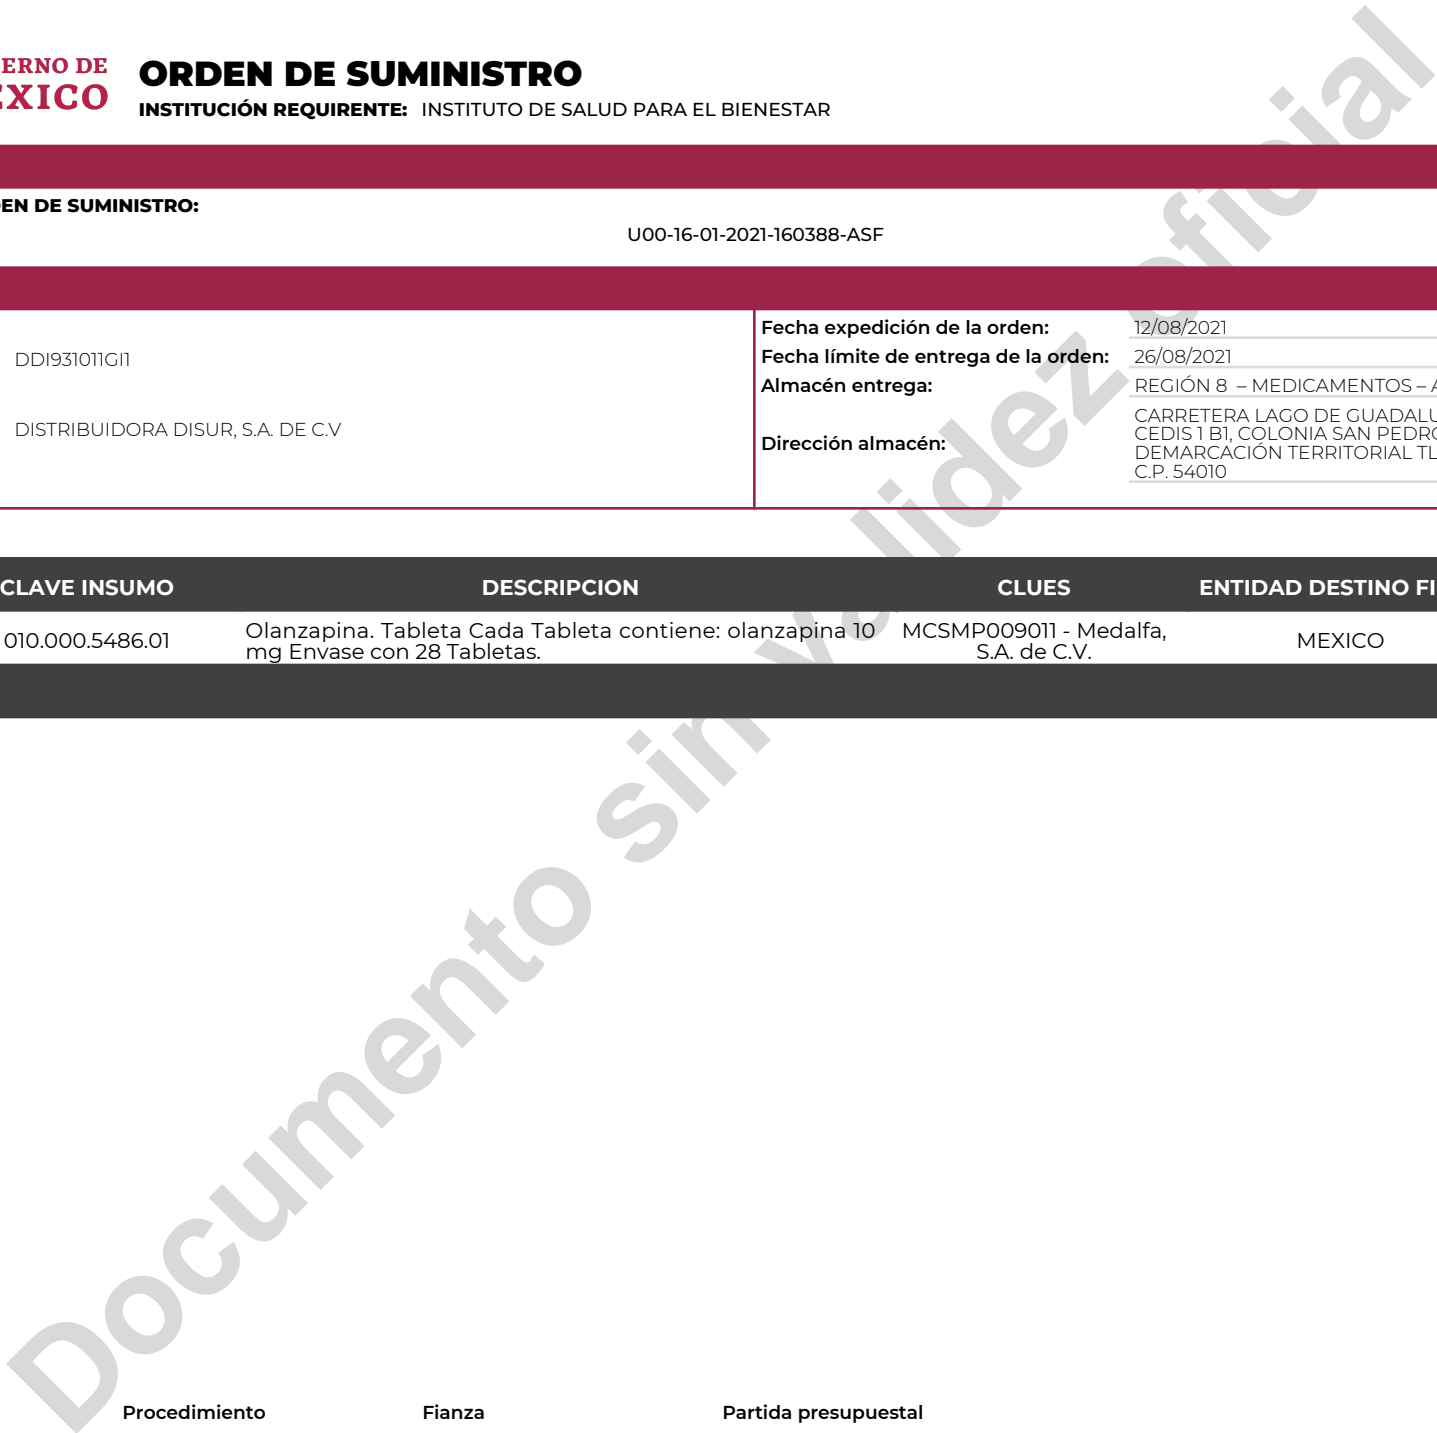 ERNO DE
EXICO
ORDEN DE SUMINISTRO
INSTITUCIÓN REQUIRENTE: INSTITUTO DE SALUD PARA EL BIENESTAR
EN DE SUMINISTRO:
U00-16-01-2021-160388-ASF
DDI931011GI1
DISTRIBUIDORA DISUR, S.A. DE C.V
Fecha expedición de la orden: 12/08/2021
Fecha límite de entrega de la orden: 26/08/2021
Almacén entrega: REGIÓN 8 – MEDICAMENTOS – A
Dirección almacén:
CARRETERA LAGO DE GUADALU
CEDIS 1 B1, COLONIA SAN PEDRO
DEMARCACIÓN TERRITORIAL TL
C.P. 54010
CLAVE INSUMO DESCRIPCION CLUES ENTIDAD DESTINO FI
010.000.5486.01
Olanzapina. Tableta Cada Tableta contiene: olanzapina 10
mg Envase con 28 Tabletas.
MCSMP009011 - Medalfa,
S.A. de C.V.
MEXICO
Documento sin validez oficial
Procedimiento Fianza Partida presupuestal